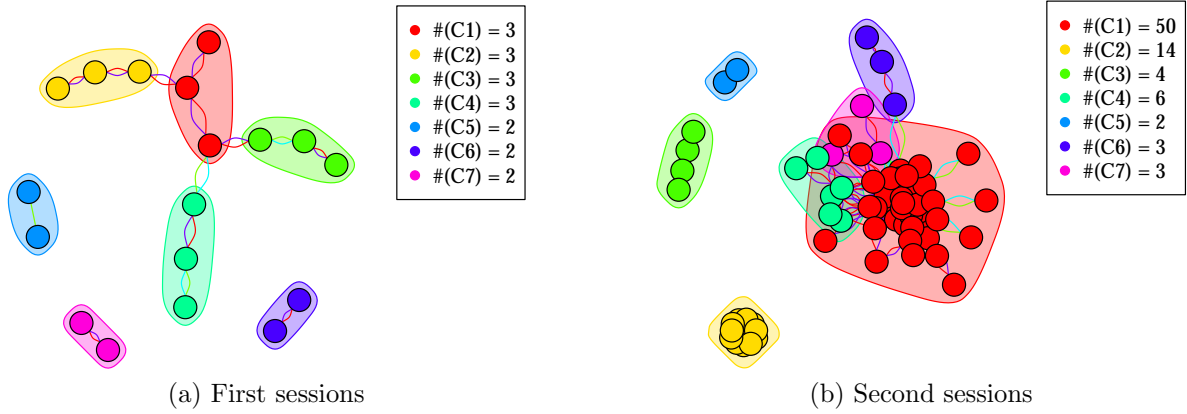 #(C1) = 3
#(C2) = 3
#(C3) = 3
#(C4) = 3
#(C5) = 2
#(C6) = 2
#(C7) = 2
#(C1) = 50
#(C2) = 14
#(C3) = 4
#(C4) = 6
#(C5) = 2
#(C6) = 3
#(C7) = 3
(a) First sessions
(b) Second sessions